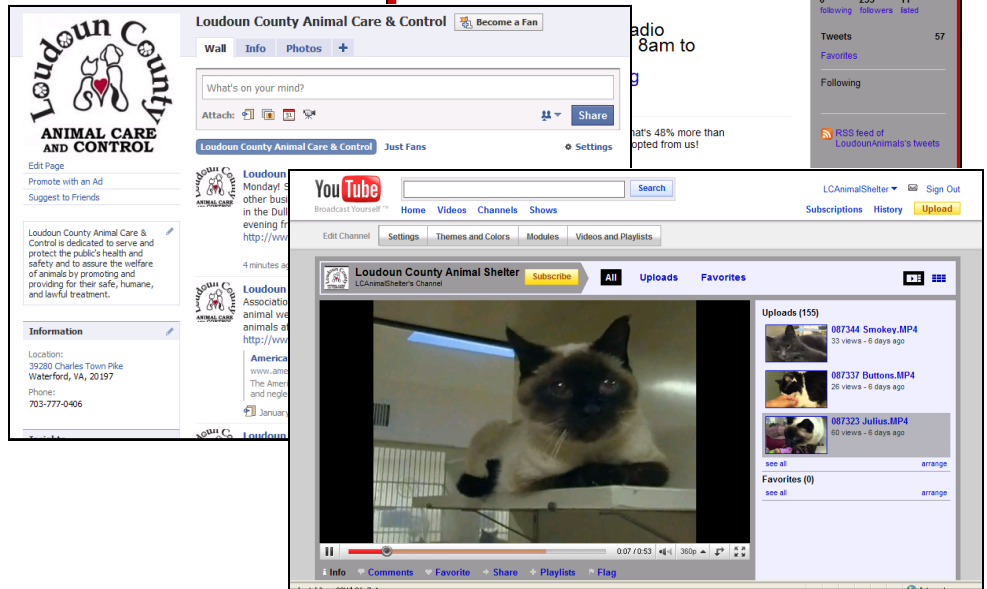 Loudoun County
ANIMAL CARE
AND CONTROL
Edit Page
Promote with an Ad
Suggest to Friends
Loudoun County Animal Care &
Control is dedicated to serve and
protect the public's health and
safety and to assure the welfare
of animals by promoting and
providing for their safe, humane,
and lawful treatment.
Information
Location:
39280 Charles Town Pike
Waterford, VA, 20197
Phone:
703-777-0406
Loudoun County Animal Care & Control
Become a Fan
Wall Info Photos +
What's on your mind?
Attach:
31
Share
Loudoun County Animal Care & Control Just Fans
Settings
Loudoun
Monday!
other busi
in the Dull
evening fr
http://ww
4 minutes ag
ANIMAL CARE
Loudoun
Associatio
animal we
animals at
http://ww
America
www.ame
The Ameri
and negle
January
Loudoun
adio
8am to
g
hat's 48% more than
opted from us!
following followers listed
Tweets 57
Favorites
Following
RSS feed of
LoudounAnimals's tweets
YouTube
Broadcast Yourself ™
Search
Home Videos Channels Shows
LCAnimalShelter Sign Out
Subscriptions History Upload
Edit Channel Settings Themes and Colors Modules Videos and Playlists
Loudoun County Animal Shelter
LCAnimalShelter's Channel
Subscribe
All Uploads Favorites
Uploads (155)
087344 Smokey.MP4
33 views - 6 days ago
087337 Buttons.MP4
26 views - 6 days ago
087323 Julius.MP4
60 views - 6 days ago
see all arrange
Favorites (0)
see all arrange
0:07 / 0:53 360p
Info Comments Favorite Share Playlists Flag